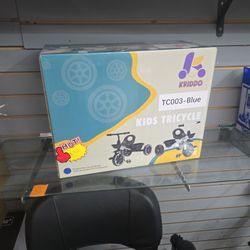 KRIDDO
TC003-Blue
KIDS TRICYCLE